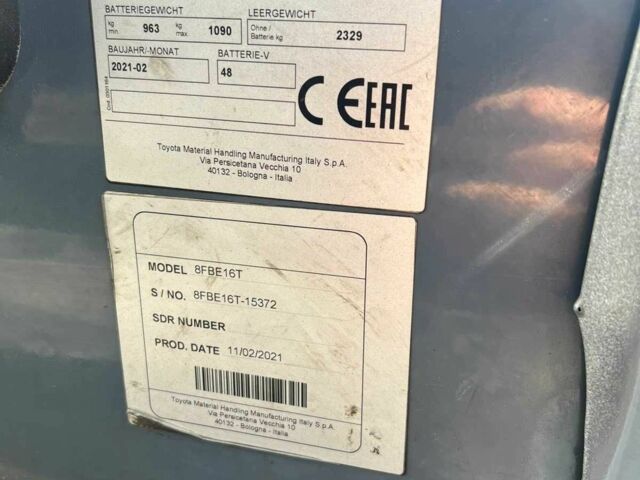 BATTERIEGEWICHT LEERGEWICHT
kg min 963 kg max. 1090 Ohne / Batterie kg 2329
BAUJAHR/-MONAT BATTERIE-V
2021-02 48
CE EAC
Toyota Material Handling Manufacturing Italy S.p.A.
Via Persicetana Vecchia 10
40132 - Bologna - Italia
MODEL 8FBE16T
S / NO. 8FBE16T-15372
SDR NUMBER
PROD. DATE 11/02/2021
Toyota Material Handling Manufacturing Italy S.p.A.
Via Persicetana Vecchia 10
40132 - Bologna - Italia